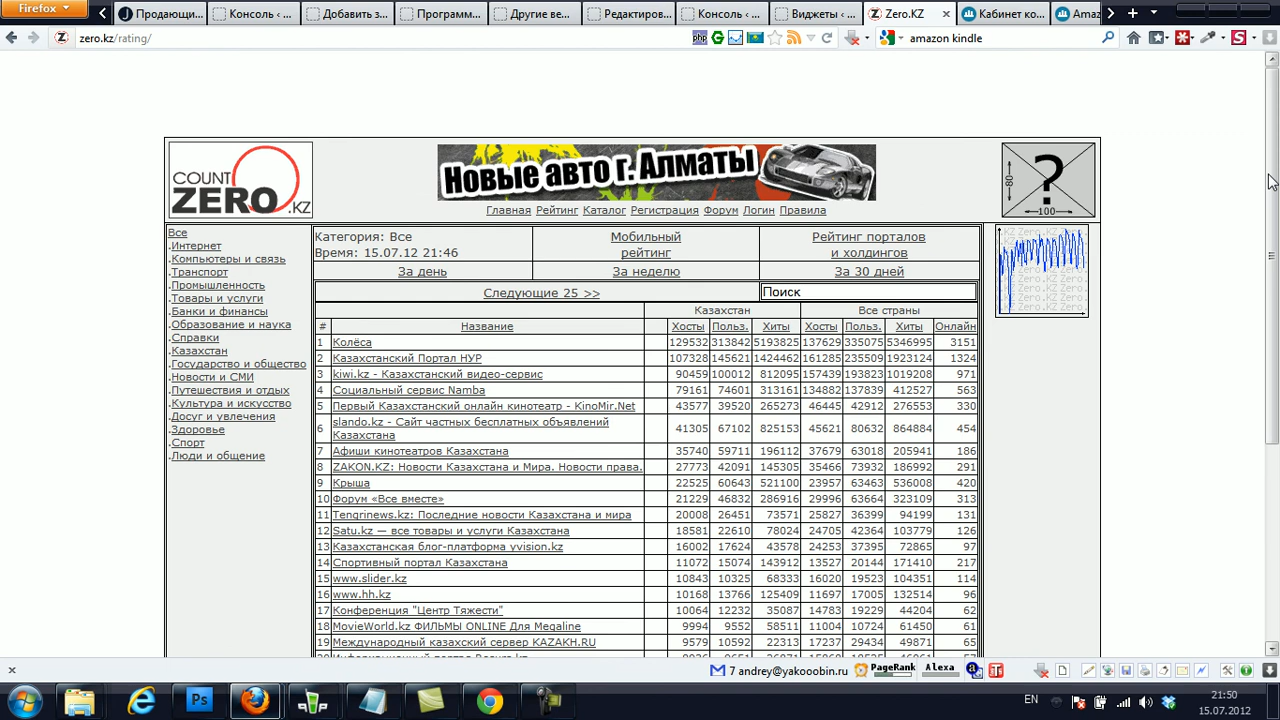 Firefox
Продающи...
Консоль ‹ ...
Добавить з...
Программ...
Другие ве...
Редактиров...
Консоль ‹ ...
Виджеты ‹ ...
Zero.KZ
Кабинет ко...
Amaz
zero.kz/rating/
amazon kindle
COUNT
ZERO.KZ
Новые авто г. Алматы
80
?
100
Главная Рейтинг Каталог Регистрация Форум Логин Правила
Все
.Интернет
.Компьютеры и связь
.Транспорт
.Промышленность
.Товары и услуги
.Банки и финансы
.Образование и наука
.Справки
.Казахстан
.Государство и общество
.Новости и СМИ
.Путешествия и отдых
.Культура и искусство
.Досуг и увлечения
.Здоровье
.Спорт
.Люди и общение
Категория: Все
Время: 15.07.12 21:46
Мобильный
рейтинг
Рейтинг порталов
и холдингов
За день За неделю За 30 дней
Следующие 25 >> Поиск
Казахстан Все страны
# Название Хосты Польз. Хиты Хосты Польз. Хиты Онлайн
1 Колёса 129532 313842 5193825 137629 335075 5346995 3151
2 Казахстанский Портал НУР 107328 145621 1424462 161285 235509 1923124 1324
3 kiwi.kz - Казахстанский видео-сервис 90459 100012 812095 157439 193823 1019208 971
4 Социальный сервис Namba 79161 74601 313161 134882 137839 412527 563
5 Первый Казахстанский онлайн кинотеатр - KinoMir.Net 43577 39520 265273 46445 42912 276553 330
6 slando.kz - Сайт частных бесплатных объявлений
Казахстана 41305 67102 825153 45621 80632 864884 454
7 Афиши кинотеатров Казахстана 35740 59711 196112 37679 63018 205941 186
8 ZAKON.KZ: Новости Казахстана и Мира. Новости права. 27773 42091 145305 35466 73932 186992 291
9 Крыша 22525 60643 521100 23957 63463 536008 420
10 Форум «Все вместе» 21229 46832 286916 29996 63664 323109 313
11 Tengrinews.kz: Последние новости Казахстана и мира 20008 26451 73571 25827 36399 94199 131
12 Satu.kz — все товары и услуги Казахстана 18581 22610 78024 24705 42364 103779 126
13 Казахстанская блог-платформа yvision.kz 16002 17624 43578 24253 37395 72865 97
14 Спортивный портал Казахстана 11072 15074 143912 13527 20144 171410 217
15 www.slider.kz 10843 10325 68333 16020 19523 104351 114
16 www.hh.kz 10168 13766 125409 11697 17005 132514 96
17 Конференция "Центр Тяжести" 10064 12232 35087 14783 19229 44204 62
18 MovieWorld.kz ФИЛЬМЫ ONLINE Для Megaline 9994 9552 58511 11004 10724 61450 61
19 Международный казахский сервер KAZAKH.RU 9579 10592 22313 17237 29434 49871 65
7 andrey@yakooobin.ru PageRank Alexa
Ps
EN
21:50
15.07.2012